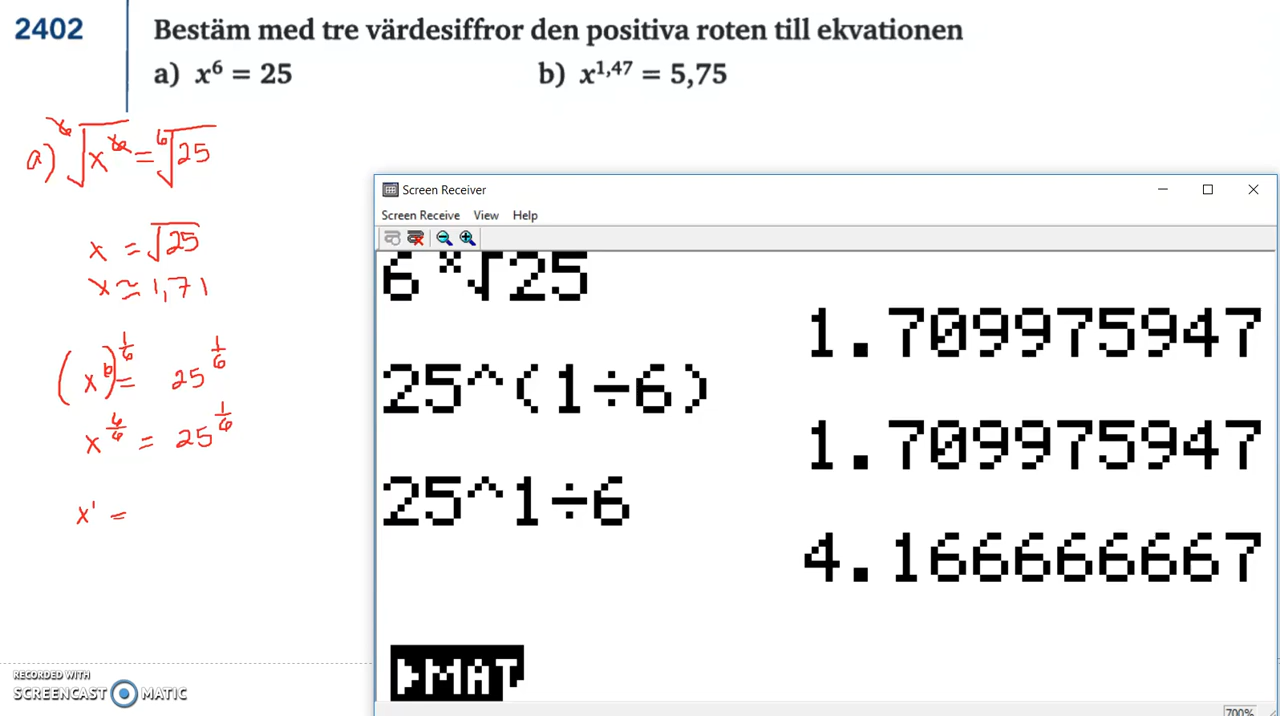 2402 Bestäm med tre värdesiffror den positiva roten till ekvationen
a) x⁶ = 25 b) x¹,⁴⁷ = 5,75
a) ⁶√x⁶ = ⁶√25
x = √25
x ≈ 1,71
(x⁶)^(1/6) = 25^(1/6)
x^(6/6) = 25^(1/6)
x¹ =
Screen Receiver
Screen Receive View Help
6ˣ√25
1.709975947
25^(1÷6)
1.709975947
25^1÷6
4.166666667
▶MAT
RECORDED WITH
SCREENCAST MATIC
700%